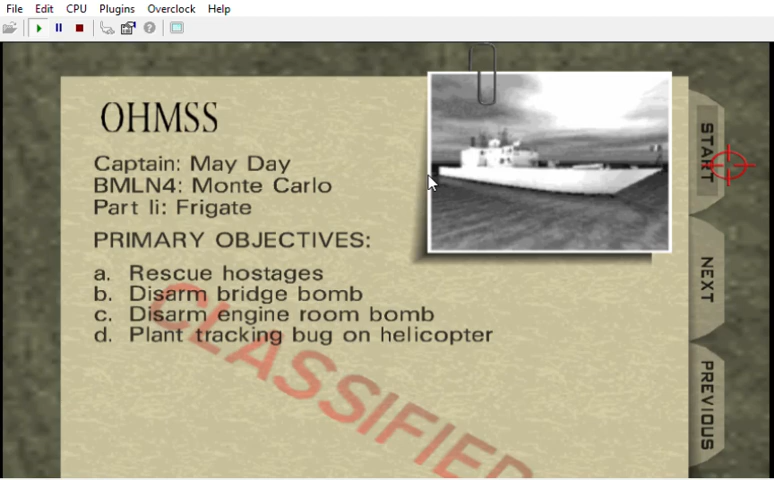 File Edit CPU Plugins Overclock Help
OHMSS
Captain: May Day
BMLN4: Monte Carlo
Part Ii: Frigate
PRIMARY OBJECTIVES:
a. Rescue hostages
b. Disarm bridge bomb
c. Disarm engine room bomb
d. Plant tracking bug on helicopter
CLASSIFIED
START
NEXT
PREVIOUS